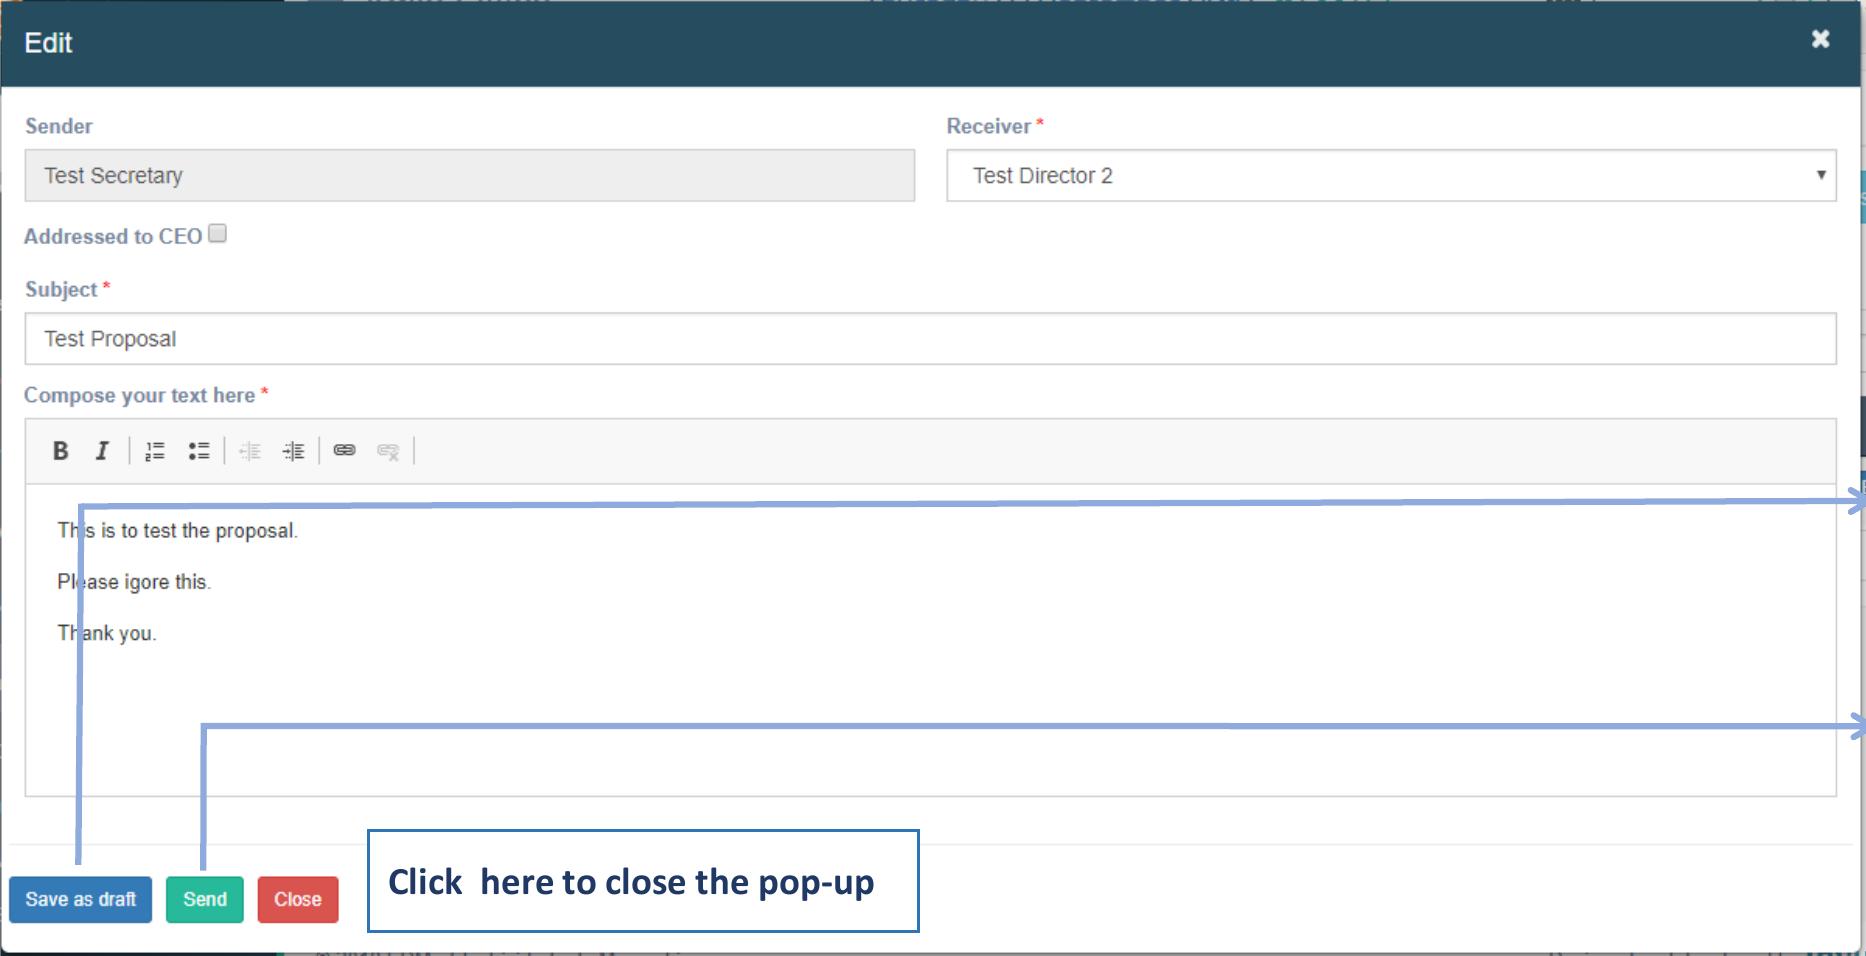 Edit
Sender
Receiver *
Test Secretary
Test Director 2
Addressed to CEO
Subject *
Test Proposal
Compose your text here *
B I
This is to test the proposal.
Please igore this.
Thank you.
Click here to close the pop-up
Save as draft Send Close